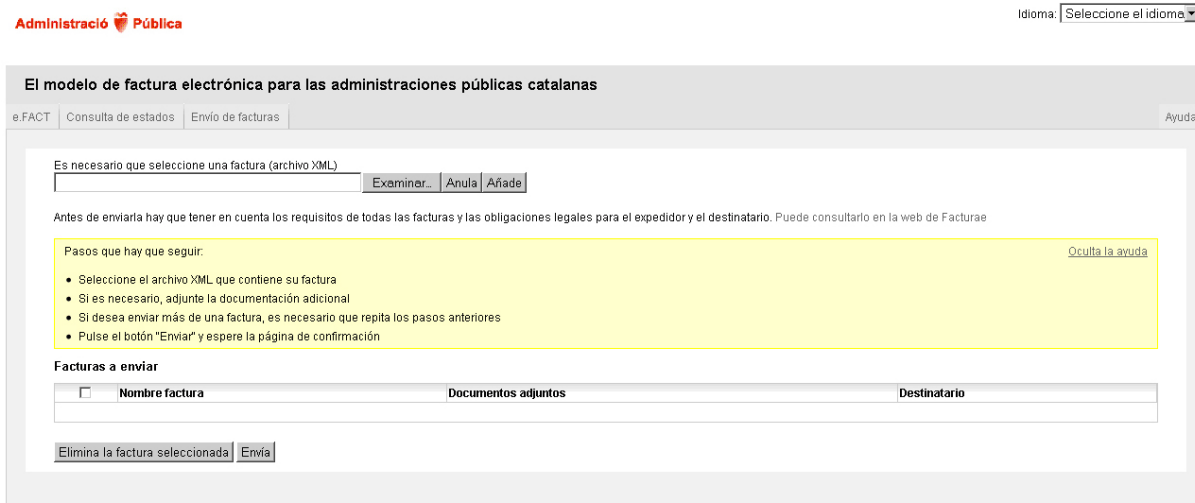 Idioma: Seleccione el idioma
Administració Pública
El modelo de factura electrónica para las administraciones públicas catalanas
e.FACT Consulta de estados Envío de facturas Ayuda
Es necesario que seleccione una factura (archivo XML)
Examinar... Anula Añade
Antes de enviarla hay que tener en cuenta los requisitos de todas las facturas y las obligaciones legales para el expedidor y el destinatario. Puede consultarlo en la web de Facturae
Pasos que hay que seguir: Oculta la ayuda
• Seleccione el archivo XML que contiene su factura
• Si es necesario, adjunte la documentación adicional
• Si desea enviar más de una factura, es necesario que repita los pasos anteriores
• Pulse el botón "Enviar" y espere la página de confirmación
Facturas a enviar
Nombre factura Documentos adjuntos Destinatario
Elimina la factura seleccionada Envía